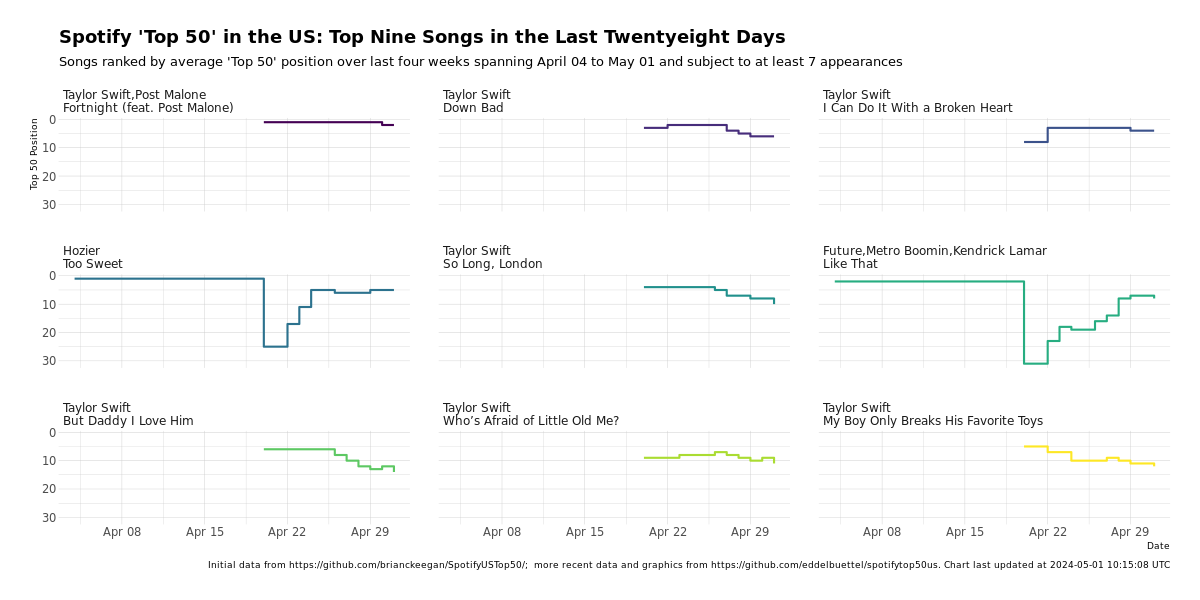 Spotify 'Top 50' in the US: Top Nine Songs in the Last Twentyeight Days
Songs ranked by average 'Top 50' position over last four weeks spanning April 04 to May 01 and subject to at least 7 appearances
Taylor Swift,Post Malone
Fortnight (feat. Post Malone)
Taylor Swift
Down Bad
Taylor Swift
I Can Do It With a Broken Heart
Top 50 Position
0
10
20
30
Hozier
Too Sweet
Taylor Swift
So Long, London
Future,Metro Boomin,Kendrick Lamar
Like That
0
10
20
30
Taylor Swift
But Daddy I Love Him
Taylor Swift
Who’s Afraid of Little Old Me?
Taylor Swift
My Boy Only Breaks His Favorite Toys
0
10
20
30
Apr 08 Apr 15 Apr 22 Apr 29
Apr 08 Apr 15 Apr 22 Apr 29
Apr 08 Apr 15 Apr 22 Apr 29
Date
Initial data from https://github.com/brianckeegan/SpotifyUSTop50/;  more recent data and graphics from https://github.com/eddelbuettel/spotifytop50us. Chart last updated at 2024-05-01 10:15:08 UTC